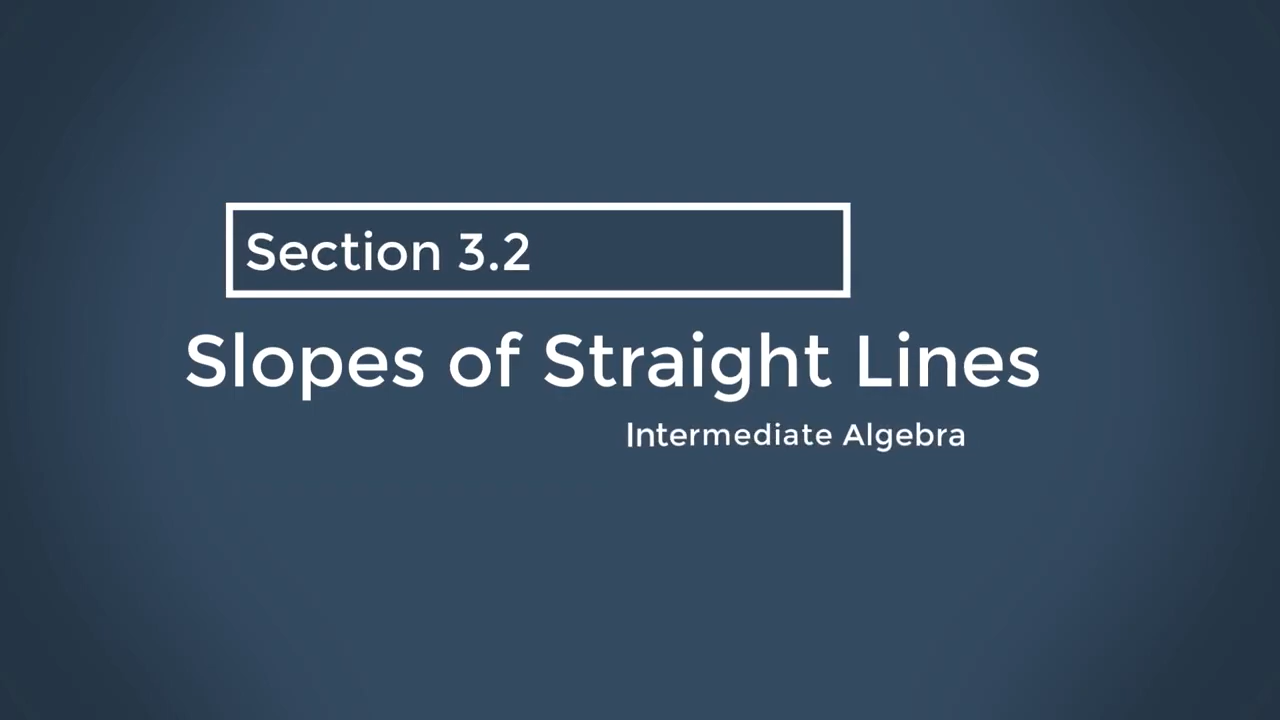 Section 3.2
Slopes of Straight Lines
Intermediate Algebra